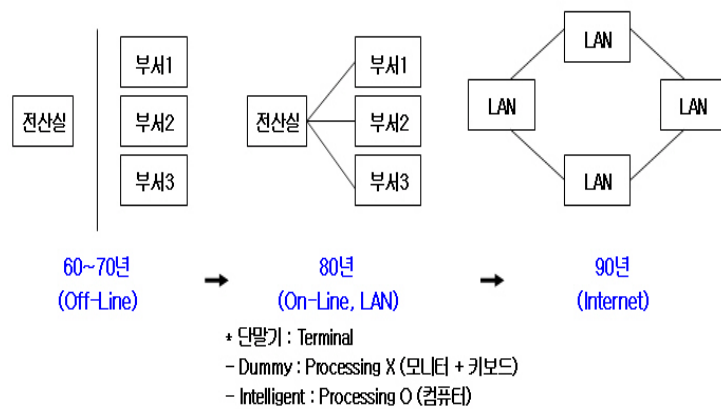 전산실
부서1
부서2
부서3
전산실
부서1
부서2
부서3
LAN
LAN
LAN
LAN
60~70년
(Off-Line)
80년
(On-Line, LAN)
90년
(Internet)
* 단말기 : Terminal
- Dummy : Processing X (모니터 + 키보드)
- Intelligent : Processing O (컴퓨터)